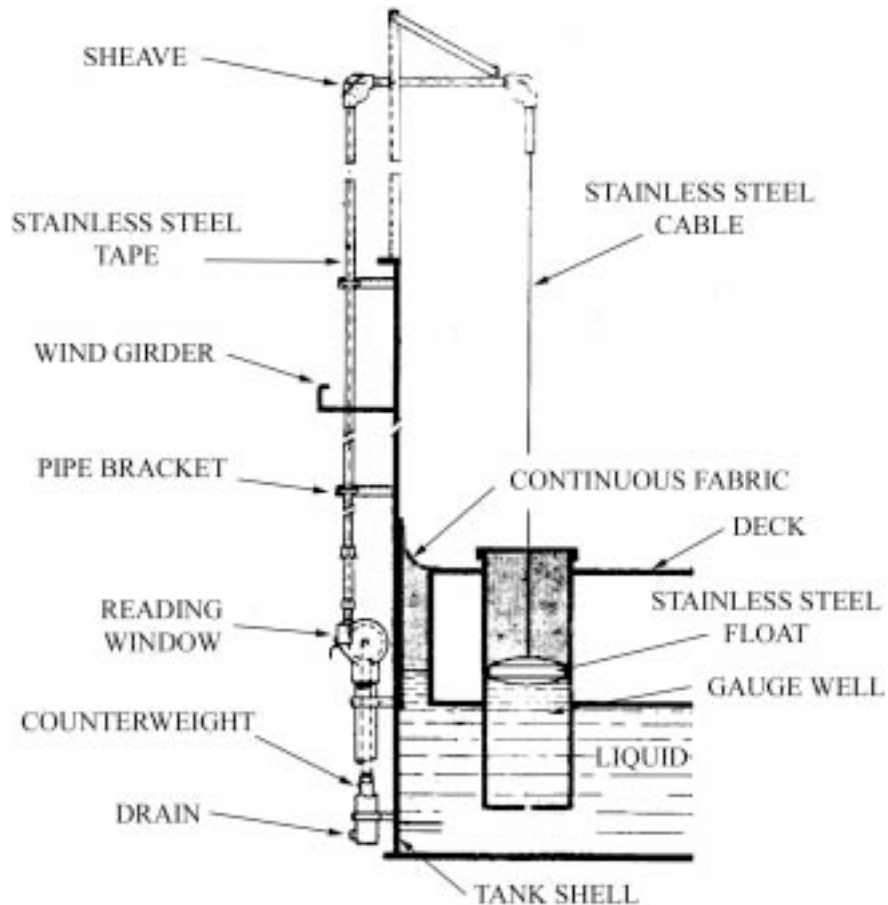 SHEAVE
STAINLESS STEEL
CABLE
STAINLESS STEEL
TAPE
WIND GIRDER
PIPE BRACKET
CONTINUOUS FABRIC
DECK
STAINLESS STEEL
FLOAT
READING
WINDOW
GAUGE WELL
COUNTERWEIGHT
LIQUID
DRAIN
TANK SHELL